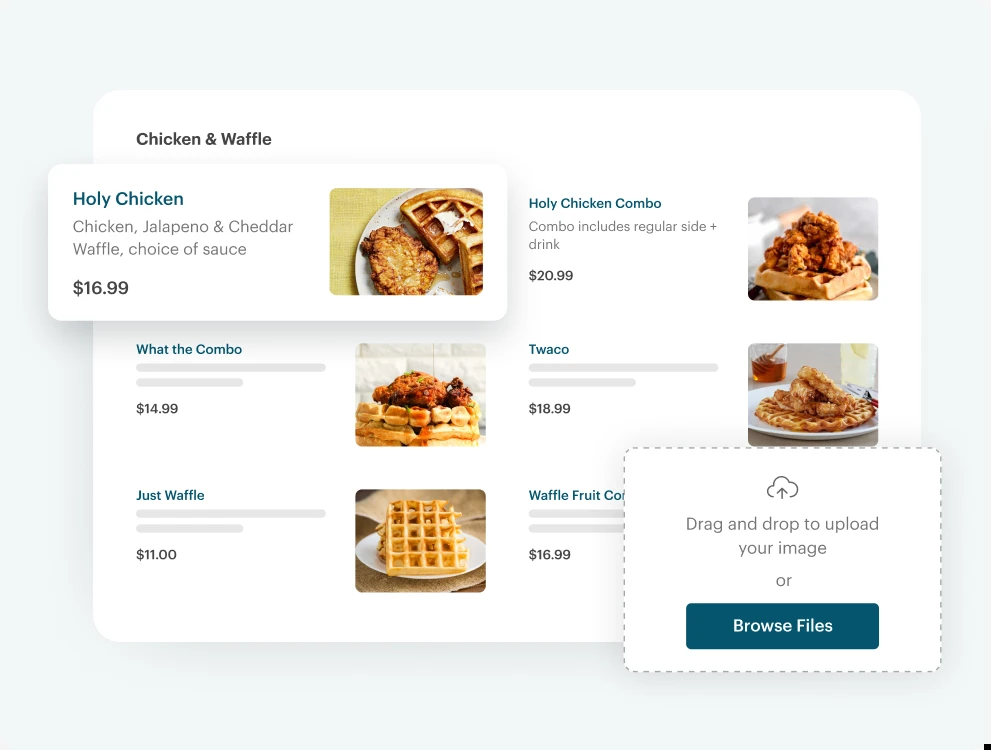 Chicken & Waffle
Holy Chicken
Chicken, Jalapeno & Cheddar
Waffle, choice of sauce
$16.99
Holy Chicken Combo
Combo includes regular side +
drink
$20.99
What the Combo
$14.99
Twaco
$18.99
Just Waffle
$11.00
Waffle Fruit
$16.99
Drag and drop to upload
your image
or
Browse Files